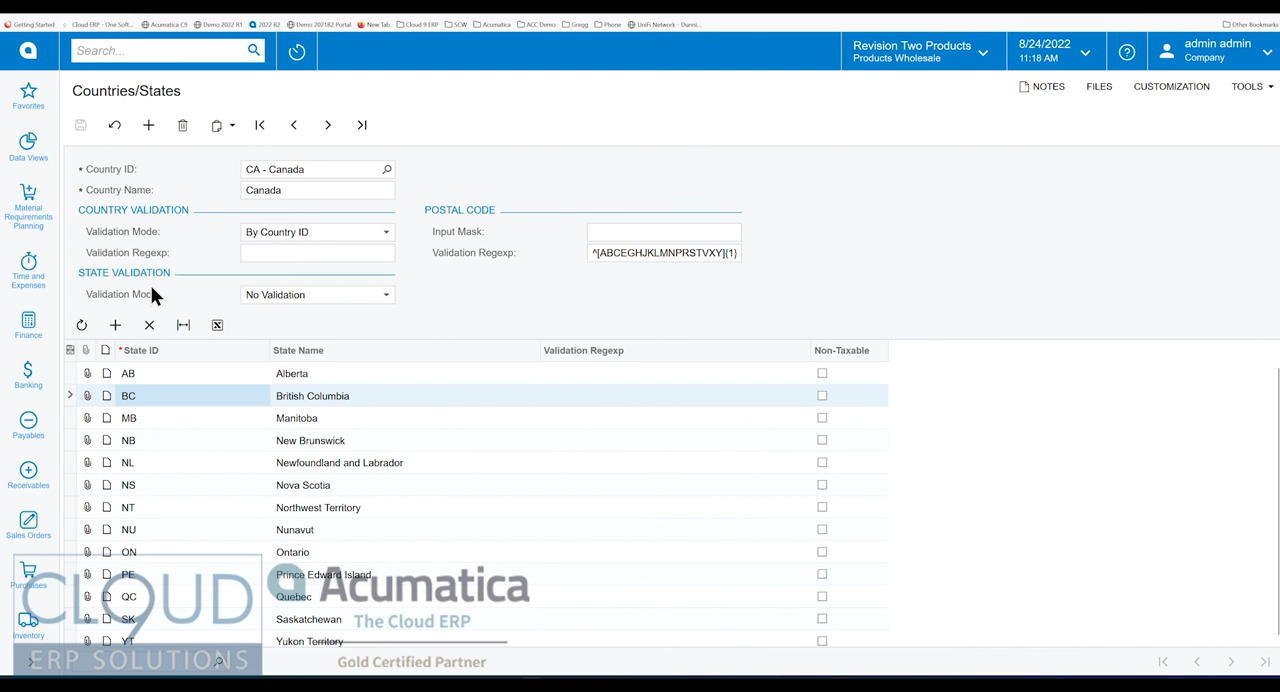 Getting Started Cloud ERP - One Soft... Acumatica C9 Demo 2022 R1 2022 R2 Demo 2021R2 Portal New Tab Cloud 9 ERP SCW Acumatica ACC Demo Gregg Phone UniFi Network - Dunni... Other Bookmarks
Search...
Revision Two Products
Products Wholesale
8/24/2022
11:18 AM
admin admin
Company
Favorites
Data Views
Material
Requirements
Planning
Time and
Expenses
Finance
Banking
Payables
Receivables
Sales Orders
Purchases
Inventory
Countries/States
NOTES FILES CUSTOMIZATION TOOLS
* Country ID: CA - Canada
* Country Name: Canada
COUNTRY VALIDATION
Validation Mode: By Country ID
Validation Regexp:
STATE VALIDATION
Validation Mod No Validation
POSTAL CODE
Input Mask:
Validation Regexp: ^[ABCEGHJKLMNPRSTVXY]{1}
* State ID State Name Validation Regexp Non-Taxable
AB Alberta
BC British Columbia
MB Manitoba
NB New Brunswick
NL Newfoundland and Labrador
NS Nova Scotia
NT Northwest Territory
NU Nunavut
ON Ontario
PE Prince Edward Island
QC Quebec
SK Saskatchewan
YT Yukon Territory
CLOUD9
ERP SOLUTIONS
Acumatica
The Cloud ERP
Gold Certified Partner